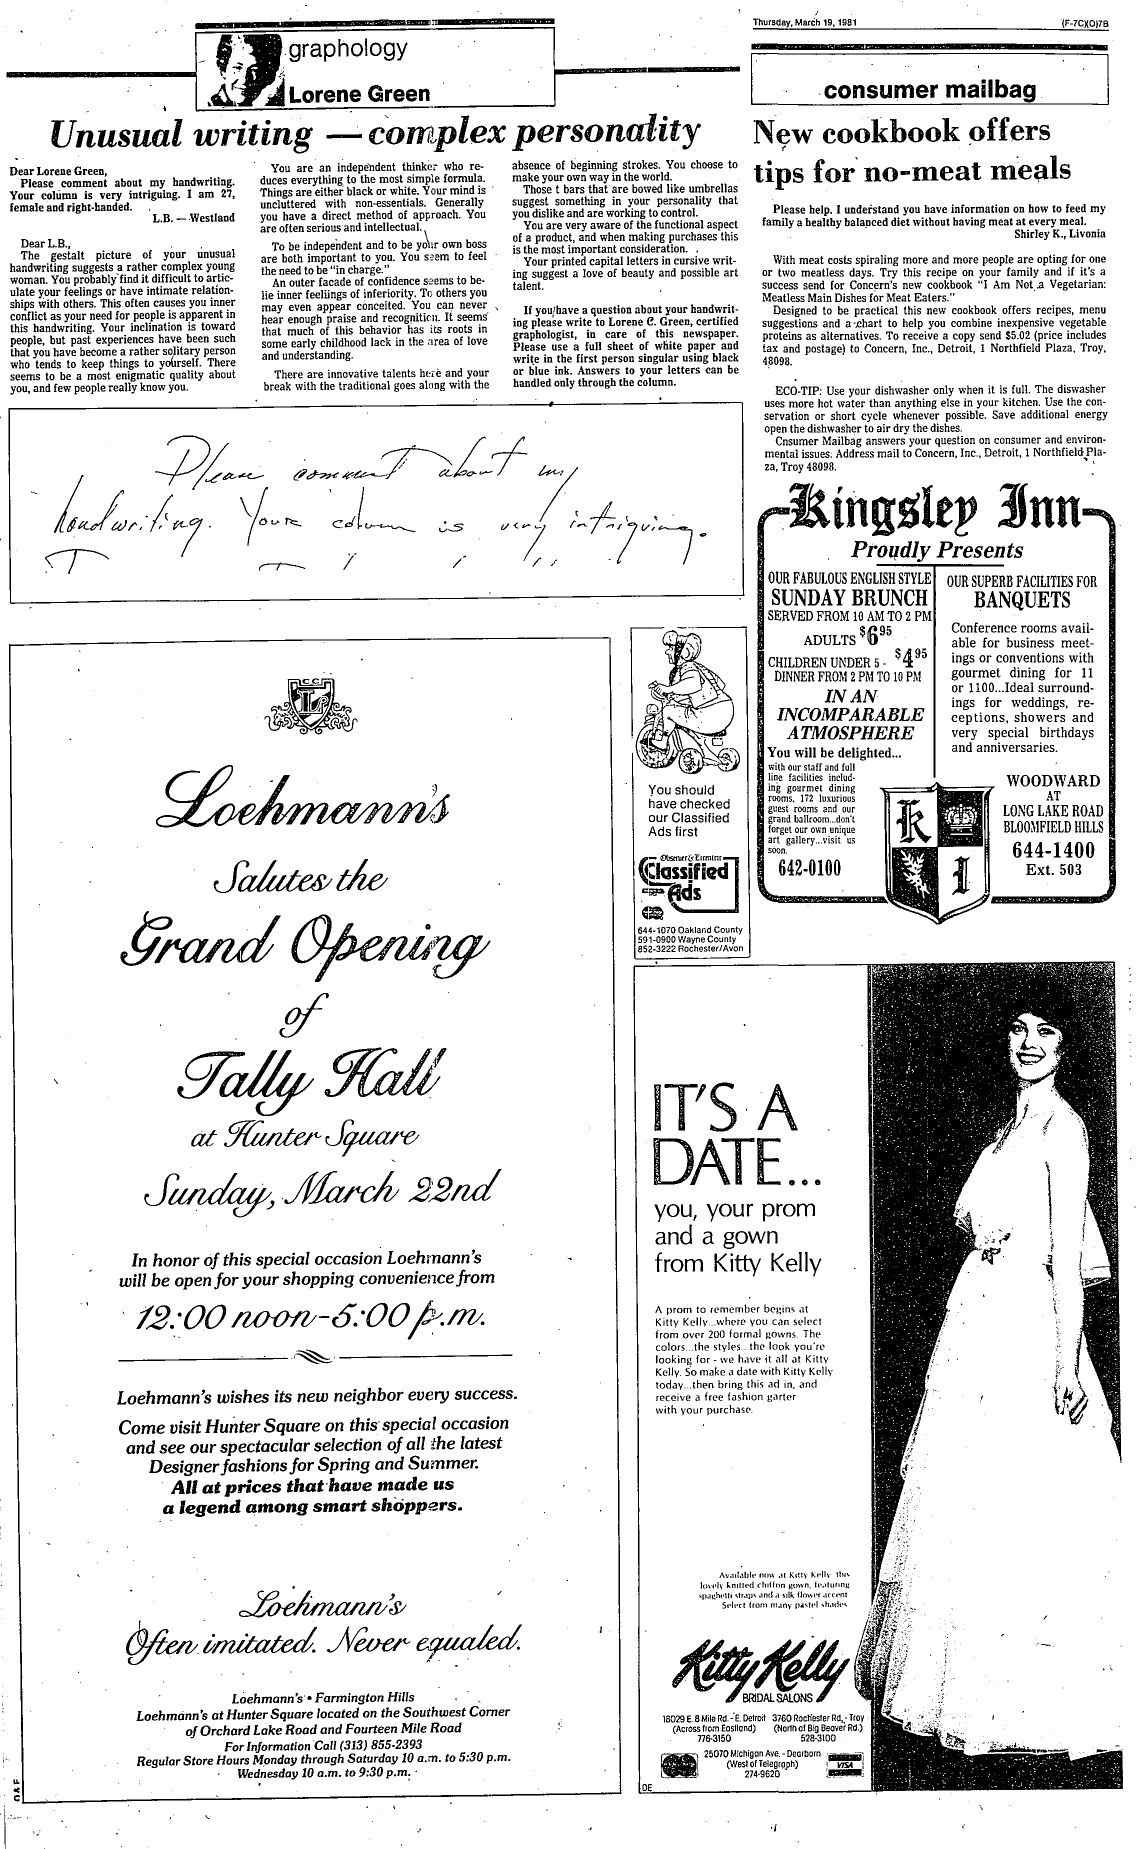 Thursday, March 19, 1981
(F-7C)(O)7B
graphology
Lorene Green
Unusual writing — complex personality
Dear Lorene Green,
Please comment about my handwriting.
Your column is very intriguing. I am 27,
female and right-handed.
L.B. — Westland
Dear L.B.,
The gestalt picture of your unusual
handwriting suggests a rather complex young
woman. You probably find it difficult to artic-
ulate your feelings or have intimate relation-
ships with others. This often causes you inner
conflict as your need for people is apparent in
this handwriting. Your inclination is toward
people, but past experiences have been such
that you have become a rather solitary person
who tends to keep things to yourself. There
seems to be a most enigmatic quality about
you, and few people really know you.
You are an independent thinker who re-
duces everything to the most simple formula.
Things are either black or white. Your mind is
uncluttered with non-essentials. Generally
you have a direct method of approach. You
are often serious and intellectual.
To be independent and to be your own boss
are both important to you. You seem to feel
the need to be "in charge."
An outer facade of confidence seems to be-
lie inner feelings of inferiority. To others you
may even appear conceited. You can never
hear enough praise and recognition. It seems
that much of this behavior has its roots in
some early childhood lack in the area of love
and understanding.
There are innovative talents here and your
break with the traditional goes along with the
absence of beginning strokes. You choose to
make your own way in the world.
Those t bars that are bowed like umbrellas
suggest something in your personality that
you dislike and are working to control.
You are very aware of the functional aspect
of a product, and when making purchases this
is the most important consideration.
Your printed capital letters in cursive writ-
ing suggest a love of beauty and possible art
talent.
If you have a question about your handwrit-
ing please write to Lorene C. Green, certified
graphologist, in care of this newspaper.
Please use a full sheet of white paper and
write in the first person singular using black
or blue ink. Answers to your letters can be
handled only through the column.
Please comment about my
handwriting. Your column is very intriguing.
consumer mailbag
New cookbook offers
tips for no-meat meals
Please help. I understand you have information on how to feed my
family a healthy balanced diet without having meat at every meal.
Shirley K., Livonia
With meat costs spiraling more and more people are opting for one
or two meatless days. Try this recipe on your family and if it's a
success send for Concern's new cookbook "I Am Not a Vegetarian:
Meatless Main Dishes for Meat Eaters."
Designed to be practical this new cookbook offers recipes, menu
suggestions and a chart to help you combine inexpensive vegetable
proteins as alternatives. To receive a copy send $5.02 (price includes
tax and postage) to Concern, Inc., Detroit, 1 Northfield Plaza, Troy,
48098.
ECO-TIP: Use your dishwasher only when it is full. The diswasher
uses more hot water than anything else in your kitchen. Use the con-
servation or short cycle whenever possible. Save additional energy
open the dishwasher to air dry the dishes.
Cnsumer Mailbag answers your question on consumer and environ-
mental issues. Address mail to Concern, Inc., Detroit, 1 Northfield Pla-
za, Troy 48098.
Kingsley Inn
Proudly Presents
OUR FABULOUS ENGLISH STYLE
SUNDAY BRUNCH
SERVED FROM 10 AM TO 2 PM
ADULTS $6 95
CHILDREN UNDER 5 - $4 95
DINNER FROM 2 PM TO 10 PM
IN AN
INCOMPARABLE
ATMOSPHERE
You will be delighted...
with our staff and full
line facilities includ-
ing gourmet dining
rooms, 172 luxurious
guest rooms and our
grand ballroom...don't
forget our own unique
art gallery...visit us
soon.
642-0100
OUR SUPERB FACILITIES FOR
BANQUETS
Conference rooms avail-
able for business meet-
ings or conventions with
gourmet dining for 11
or 1100...Ideal surround-
ings for weddings, re-
ceptions, showers and
very special birthdays
and anniversaries.
WOODWARD
AT
LONG LAKE ROAD
BLOOMFIELD HILLS
644-1400
Ext. 503
k
I
You should
have checked
our Classified
Ads first
Observer & Eccentric
Classified
Ads
644-1070 Oakland County
591-0900 Wayne County
852-3222 Rochester/Avon
L
Loehmann's
Salutes the
Grand Opening
of
Tally Hall
at Hunter Square
Sunday, March 22nd
In honor of this special occasion Loehmann's
will be open for your shopping convenience from
12:00 noon-5:00 p.m.
Loehmann's wishes its new neighbor every success.
Come visit Hunter Square on this special occasion
and see our spectacular selection of all the latest
Designer fashions for Spring and Summer.
All at prices that have made us
a legend among smart shoppers.
Loehmann's
Often imitated. Never equaled.
Loehmann's • Farmington Hills
Loehmann's at Hunter Square located on the Southwest Corner
of Orchard Lake Road and Fourteen Mile Road
For Information Call (313) 855-2393
Regular Store Hours Monday through Saturday 10 a.m. to 5:30 p.m.
Wednesday 10 a.m. to 9:30 p.m.
O&E
IT'S A
DATE...
you, your prom
and a gown
from Kitty Kelly
A prom to remember begins at
Kitty Kelly...where you can select
from over 200 formal gowns. The
colors...the styles...the look you're
looking for - we have it all at Kitty
Kelly. So make a date with Kitty Kelly
today...then bring this ad in, and
receive a free fashion garter
with your purchase.
Available now at Kitty Kelly this
lovely knitted chiffon gown, featuring
spaghetti straps and a silk flower accent
Select from many pastel shades
Kitty Kelly
BRIDAL SALONS
18029 E. 8 Mile Rd. - E. Detroit
(Across from Eastland)
776-3150
3760 Rochester Rd. - Troy
(North of Big Beaver Rd.)
528-3100
25070 Michigan Ave. - Dearborn
(West of Telegraph)
274-9620
VISA
OE